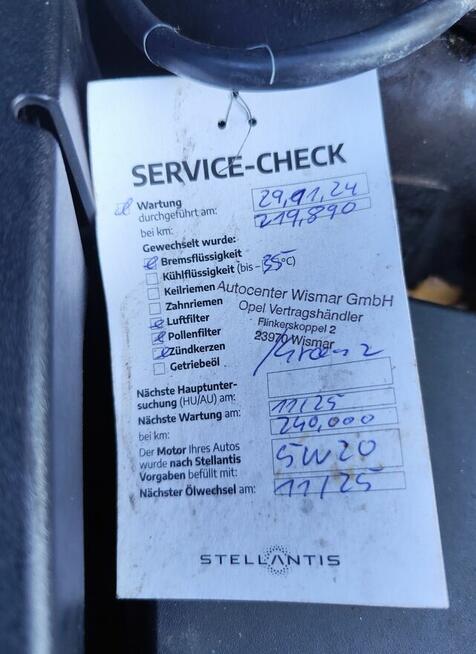 SERVICE-CHECK
Wartung
durchgeführt am: 29,11,24
bei km: 219,890
Gewechselt wurde:
Bremsflüssigkeit
Kühlflüssigkeit (bis -35°C)
Keilriemen
Autocenter Wismar GmbH
Zahnriemen
Opel Vertragshändler
Luftfilter
Flinkerskoppel 2
Pollenfilter
23970 Wismar
Zündkerzen
Getriebeöl
Nächste Hauptunter-
suchung (HU/AU) am:
Nächste Wartung am: 11/25
bei km: 240,000
Der Motor Ihres Autos
wurde nach Stellantis
Vorgaben befüllt mit: 5W20
Nächster Ölwechsel am: 11/25
STELLANTIS